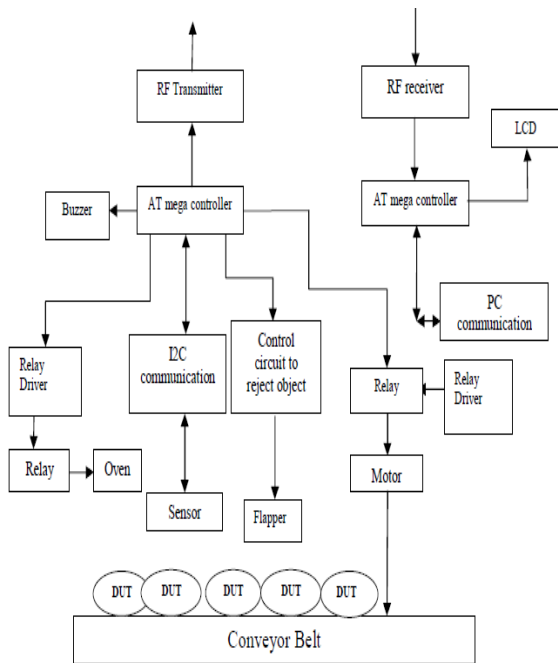 RF Transmitter
RF receiver
LCD
Buzzer
AT mega controller
AT mega controller
PC
communication
Relay
Driver
I2C
communication
Control
circuit to
reject object
Relay
Relay
Driver
Relay
Oven
Motor
Sensor
Flapper
DUT
DUT
DUT
DUT
DUT
Conveyor Belt